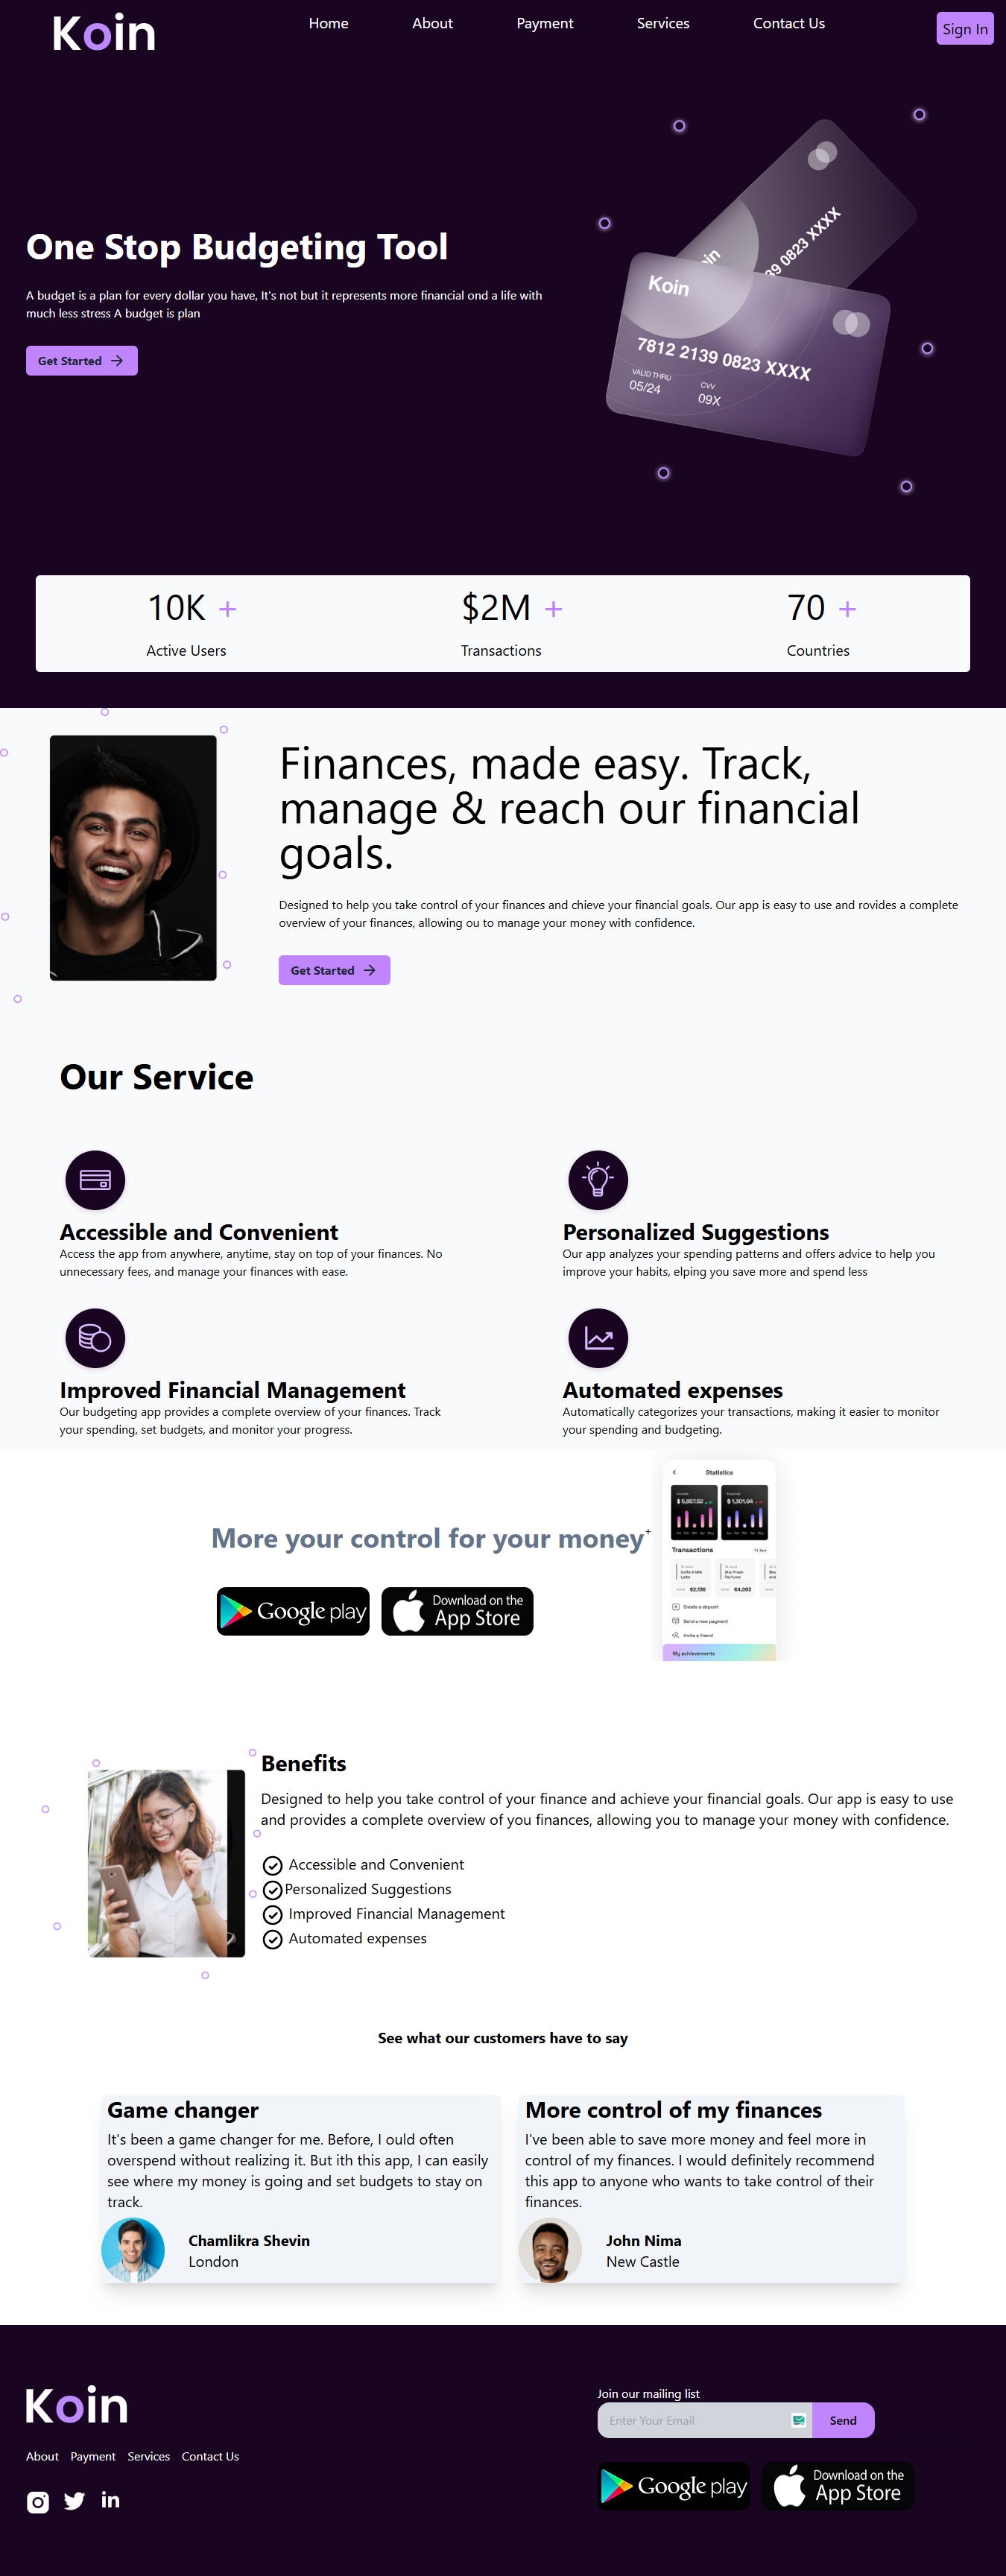 Koin
Home About Payment Services Contact Us
Sign In
Koin
7812 2139 0823 XXXX
VALID THRU
05/24
CVV
09X
39 0823 XXXX
One Stop Budgeting Tool
A budget is a plan for every dollar you have, It's not but it represents more financial ond a life with
much less stress A budget is plan
Get Started
10K +
Active Users
$2M +
Transactions
70 +
Countries
Finances, made easy. Track,
manage & reach our financial
goals.
Designed to help you take control of your finances and chieve your financial goals. Our app is easy to use and rovides a complete
overview of your finances, allowing ou to manage your money with confidence.
Get Started
Our Service
Accessible and Convenient
Access the app from anywhere, anytime, stay on top of your finances. No
unnecessary fees, and manage your finances with ease.
Personalized Suggestions
Our app analyzes your spending patterns and offers advice to help you
improve your habits, elping you save more and spend less
Improved Financial Management
Our budgeting app provides a complete overview of your finances. Track
your spending, set budgets, and monitor your progress.
Automated expenses
Automatically categorizes your transactions, making it easier to monitor
your spending and budgeting.
More your control for your money+
Google play
Download on the
App Store
Statistics
Income
$5,857.52
Expense
$1,301.94
Transactions
Create a deposit
Send a new payment
Invite a friend
My achievements
Benefits
Designed to help you take control of your finance and achieve your financial goals. Our app is easy to use
and provides a complete overview of you finances, allowing you to manage your money with confidence.
Accessible and Convenient
Personalized Suggestions
Improved Financial Management
Automated expenses
See what our customers have to say
Game changer
It's been a game changer for me. Before, I ould often
overspend without realizing it. But ith this app, I can easily
see where my money is going and set budgets to stay on
track.
Chamlikra Shevin
London
More control of my finances
I've been able to save more money and feel more in
control of my finances. I would definitely recommend
this app to anyone who wants to take control of their
finances.
John Nima
New Castle
Koin
About Payment Services Contact Us
in
Join our mailing list
Enter Your Email
Send
Google play
Download on the
App Store